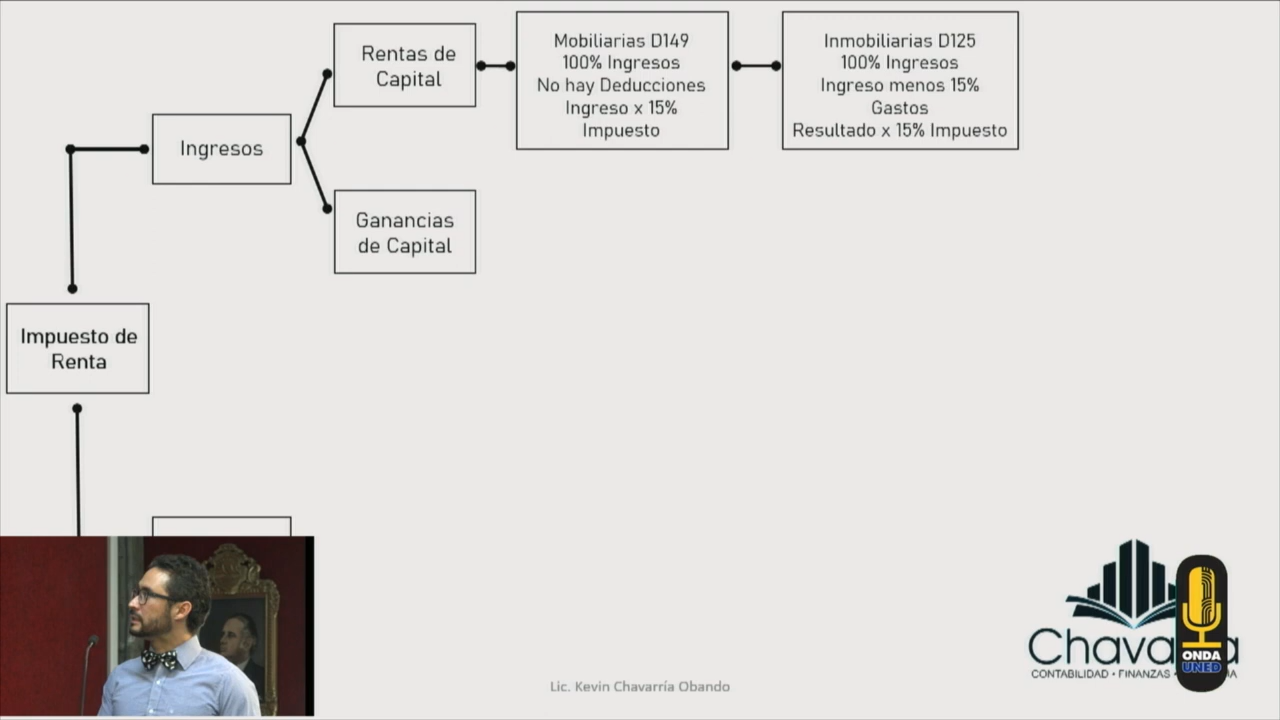 Rentas de
Capital
Mobiliarias D149
100% Ingresos
No hay Deducciones
Ingreso x 15%
Impuesto
Inmobiliarias D125
100% Ingresos
Ingreso menos 15%
Gastos
Resultado x 15% Impuesto
Ingresos
Ganancias
de Capital
Impuesto de
Renta
Chava
a
CONTABILIDAD • FINANZAS •
ONDA
UNED
Lic. Kevin Chavarría Obando